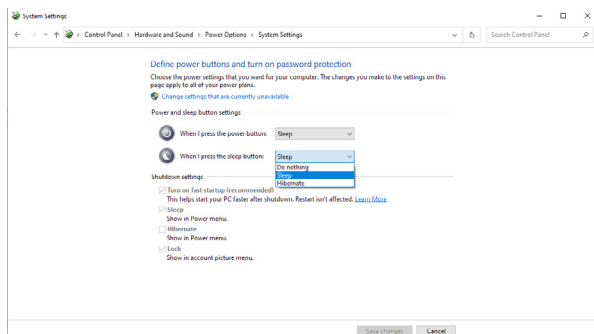 System Settings
Control Panel > Hardware and Sound > Power Options > System Settings
Search Control Panel
Define power buttons and turn on password protection
Choose the power settings that you want for your computer. The changes you make to the settings on this
page apply to all of your power plans.
Change settings that are currently unavailable
Power and sleep button settings
When I press the power button: Sleep
When I press the sleep button: Sleep
Do nothing
Sleep
Hibernate
Shutdown settings
Turn on fast startup (recommended)
This helps start your PC faster after shutdown. Restart isn't affected. Learn More
Sleep
Show in Power menu.
Hibernate
Show in Power menu.
Lock
Show in account picture menu.
Save changes Cancel